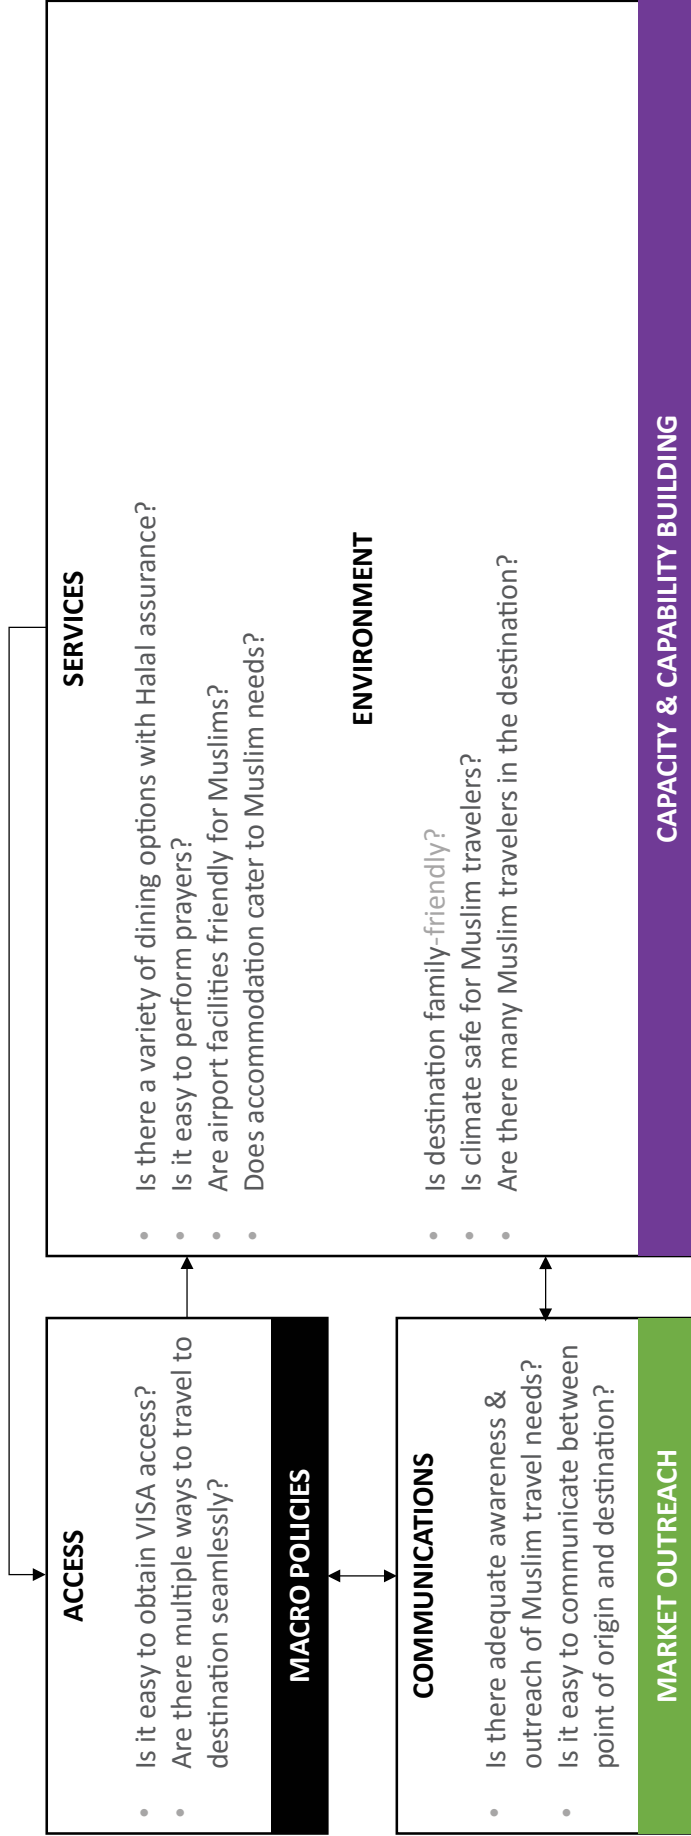 ACCESS
• Is it easy to obtain VISA access?
• Are there multiple ways to travel to
destination seamlessly?
MACRO POLICIES
COMMUNICATIONS
• Is there adequate awareness &
outreach of Muslim travel needs?
• Is it easy to communicate between
point of origin and destination?
MARKET OUTREACH
SERVICES
• Is there a variety of dining options with Halal assurance?
• Is it easy to perform prayers?
• Are airport facilities friendly for Muslims?
• Does accommodation cater to Muslim needs?
ENVIRONMENT
• Is destination family-friendly?
• Is climate safe for Muslim travelers?
• Are there many Muslim travelers in the destination?
CAPACITY & CAPABILITY BUILDING